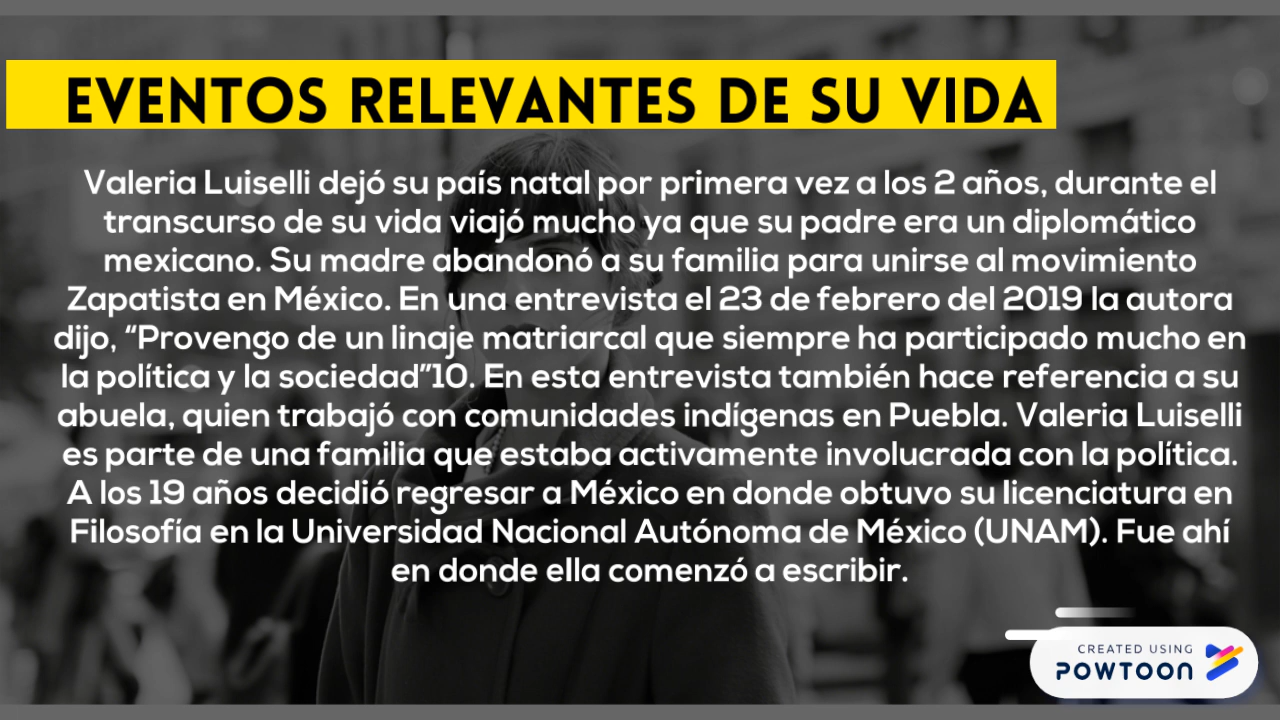 EVENTOS RELEVANTES DE SU VIDA
Valeria Luiselli dejó su país natal por primera vez a los 2 años, durante el
transcurso de su vida viajó mucho ya que su padre era un diplomático
mexicano. Su madre abandonó a su familia para unirse al movimiento
Zapatista en México. En una entrevista el 23 de febrero del 2019 la autora
dijo, “Provengo de un linaje matriarcal que siempre ha participado mucho en
la política y la sociedad”10. En esta entrevista también hace referencia a su
abuela, quien trabajó con comunidades indígenas en Puebla. Valeria Luiselli
es parte de una familia que estaba activamente involucrada con la política.
A los 19 años decidió regresar a México en donde obtuvo su licenciatura en
Filosofía en la Universidad Nacional Autónoma de México (UNAM). Fue ahí
en donde ella comenzó a escribir.
CREATED USING
POWTOON